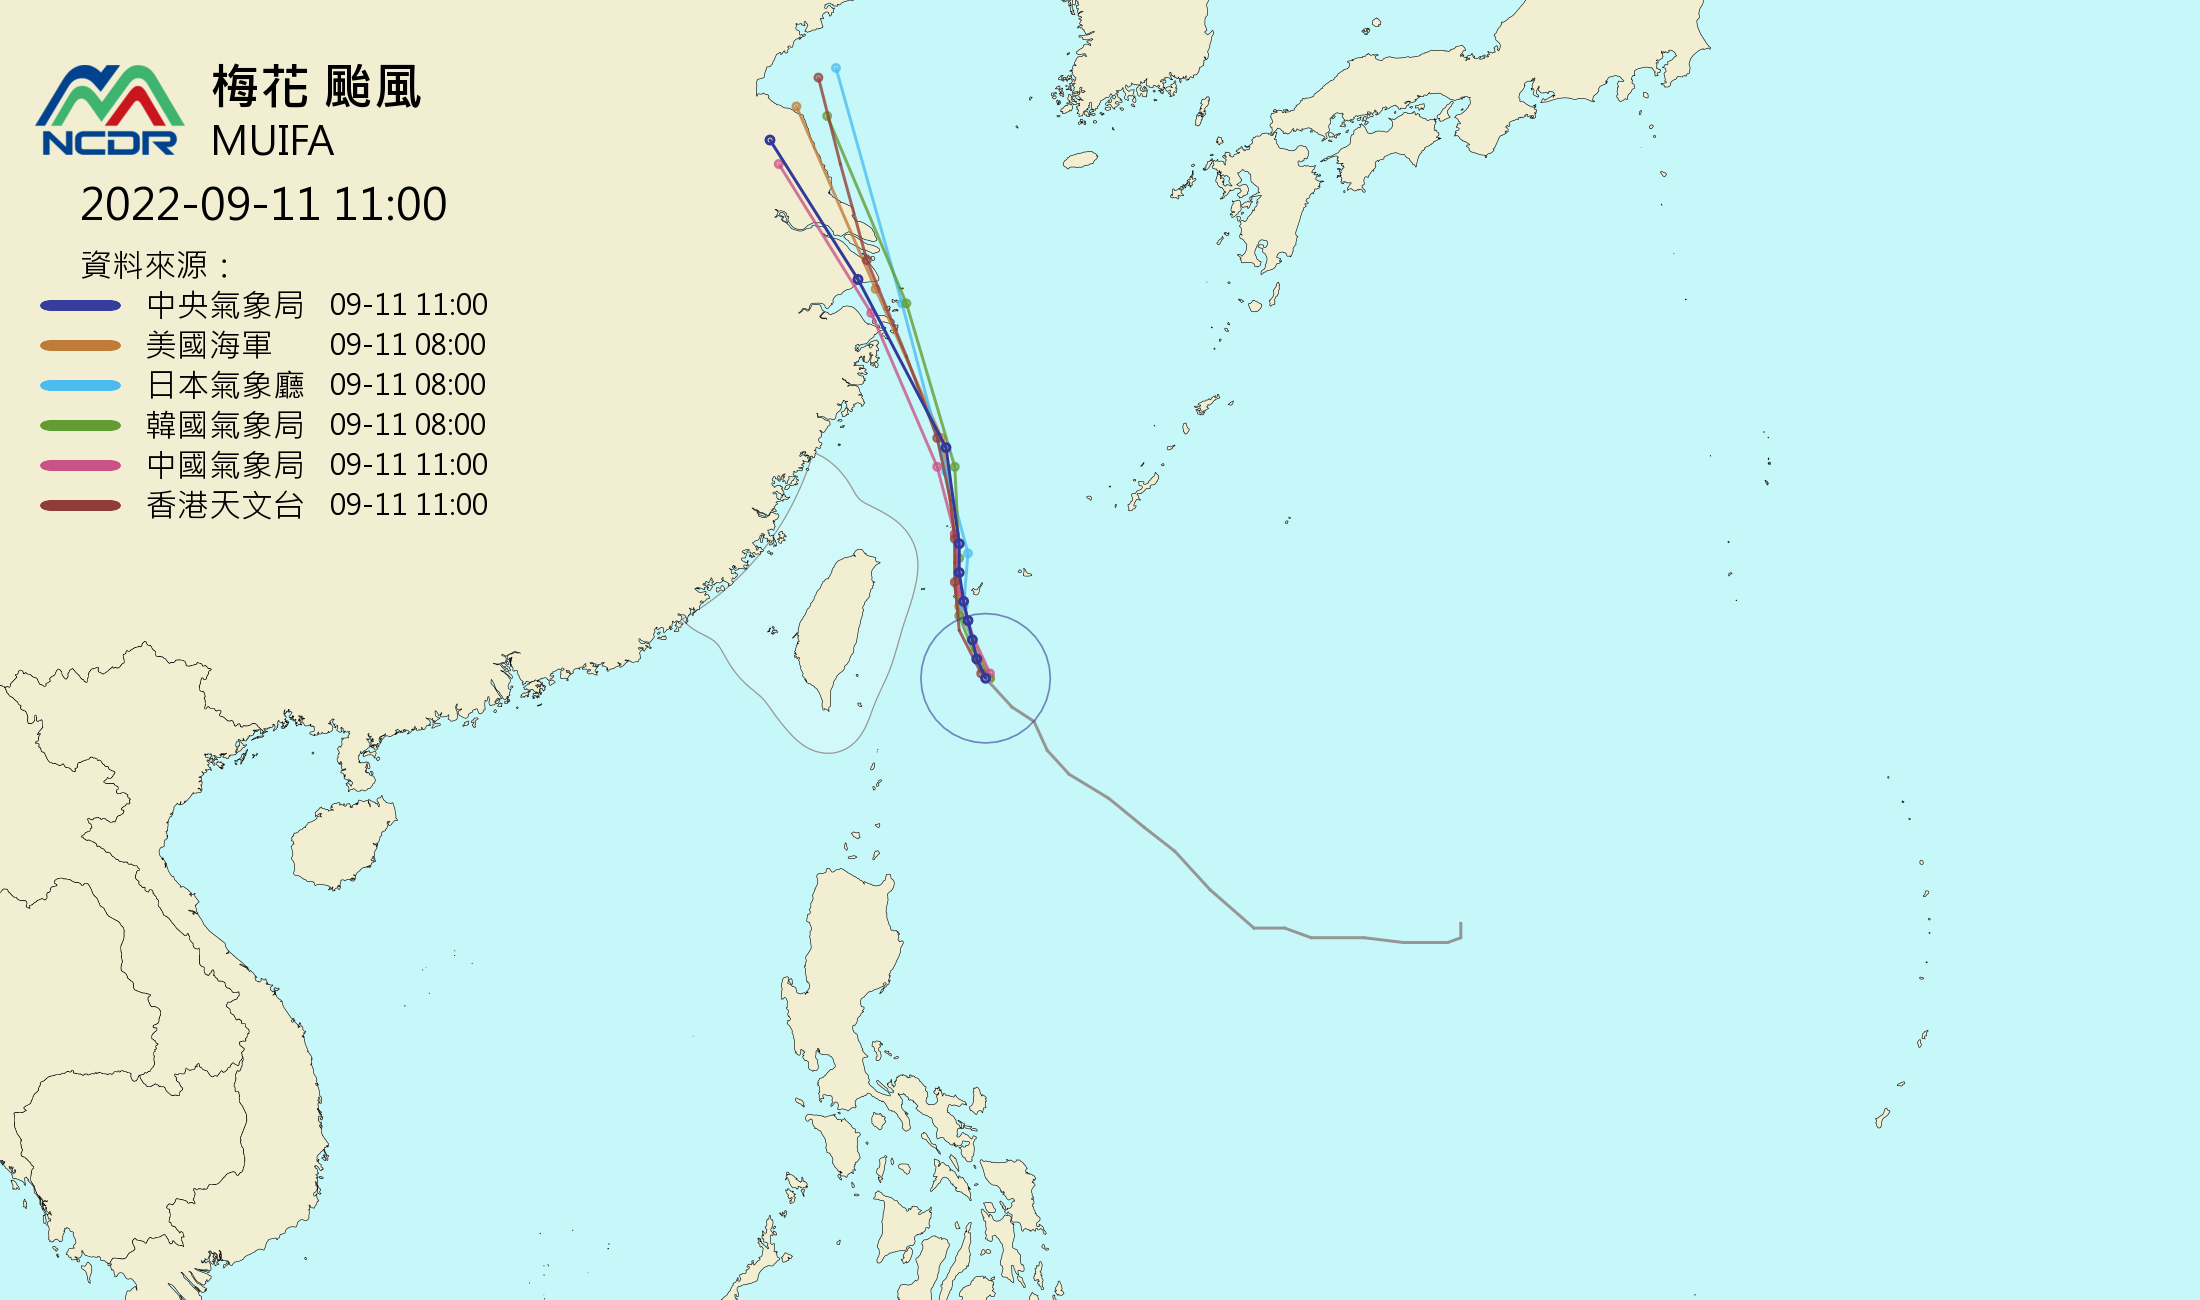 梅花 颱風
NCDR
MUIFA
2022-09-11 11:00
資料來源：
中央氣象局 09-11 11:00
美國海軍 09-11 08:00
日本氣象廳 09-11 08:00
韓國氣象局 09-11 08:00
中國氣象局 09-11 11:00
香港天文台 09-11 11:00